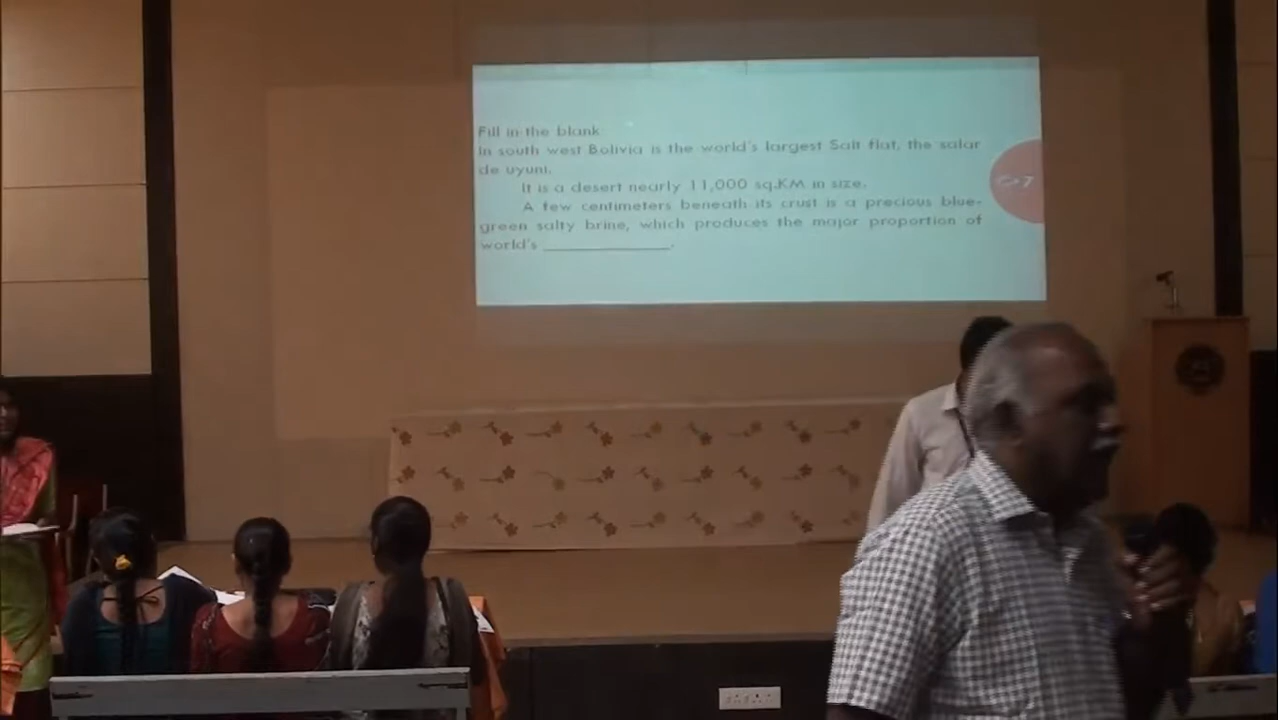 Fill in the blank
In south west Bolivia is the world's largest Salt flat, the salar
de uyuni.
It is a desert nearly 11,000 sq.KM in size.
A few centimeters beneath its crust is a precious blue-
green salty brine, which produces the major proportion of
world's ______________.